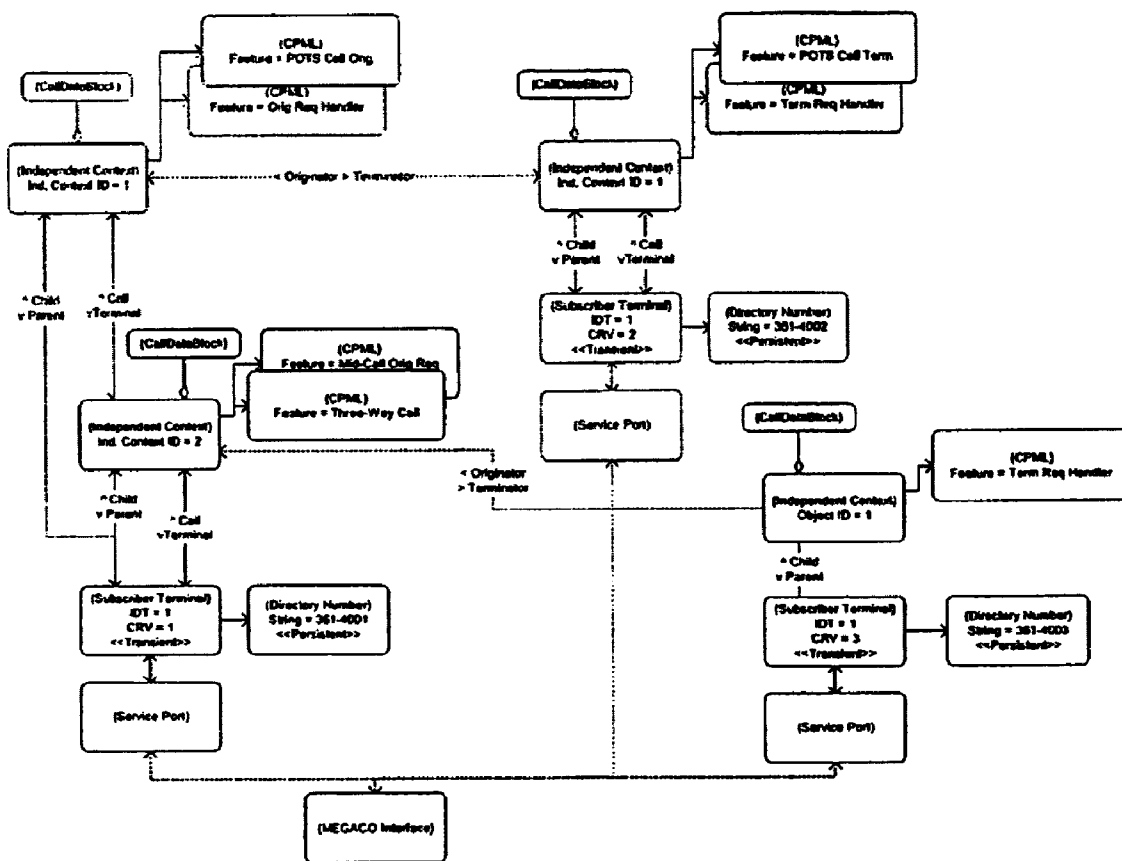 {CPML}
Feature = POTS Call Orig.
{CPML}
Feature = Orig Req Handler
{CallDataBlock}
{Independent Context}
Ind. Context ID = 1
< Originator > Terminator
{CPML}
Feature = POTS Call Term
{CPML}
Feature = Term Req Handler
{CallDataBlock}
{Independent Context}
Ind. Context ID = 1
^ Child
v Parent
^ Call
vTerminal
^ Child
v Parent
^ Call
vTerminal
{Subscriber Terminal}
IDT = 1
CRV = 2
<<Transient>>
{Directory Number}
String = 361-4002
<<Persistent>>
{CallDataBlock}
{CPML}
Feature = Mid-Call Orig Req
{CPML}
Feature = Three-Way Call
{Independent Context}
Ind. Context ID = 2
{Service Port}
{CallDataBlock}
< Originator
> Terminator
{CPML}
Feature = Term Req Handler
{Independent Context}
Object ID = 1
^ Child
v Parent
^ Call
vTerminal
^ Child
v Parent
{Subscriber Terminal}
IDT = 1
CRV = 1
<<Transient>>
{Directory Number}
String = 361-4001
<<Persistent>>
{Subscriber Terminal}
IDT = 1
CRV = 3
<<Transient>>
{Directory Number}
String = 361-4003
<<Persistent>>
{Service Port}
{Service Port}
{MEGACO Interface}